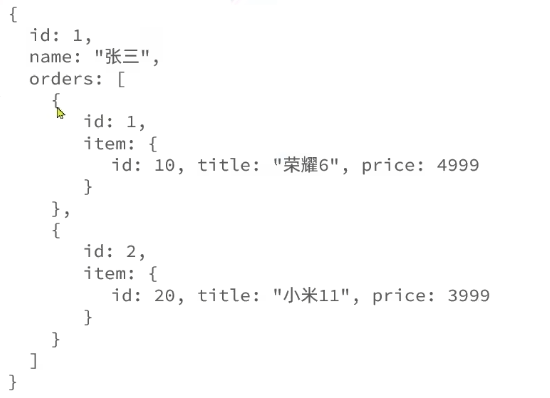 {
  id: 1,
  name: "张三",
  orders: [
    {
       id: 1,
       item: {
         id: 10, title: "荣耀6", price: 4999
       }
    },
    {
       id: 2,
       item: {
         id: 20, title: "小米11", price: 3999
       }
    }
  ]
}